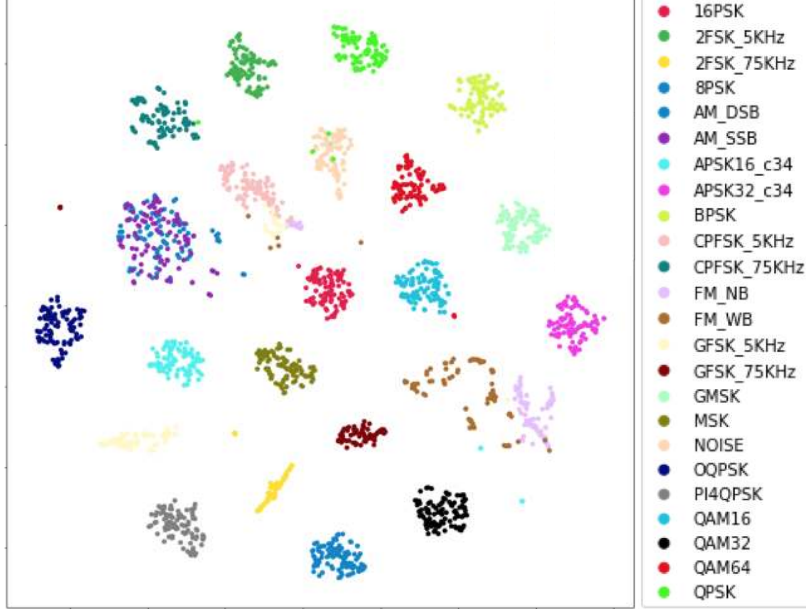 16PSK
2FSK_5KHz
2FSK_75KHz
8PSK
AM_DSB
AM_SSB
APSK16_c34
APSK32_c34
BPSK
CPFSK_5KHz
CPFSK_75KHz
FM_NB
FM_WB
GFSK_5KHz
GFSK_75KHz
GMSK
MSK
NOISE
OQPSK
PI4QPSK
QAM16
QAM32
QAM64
QPSK